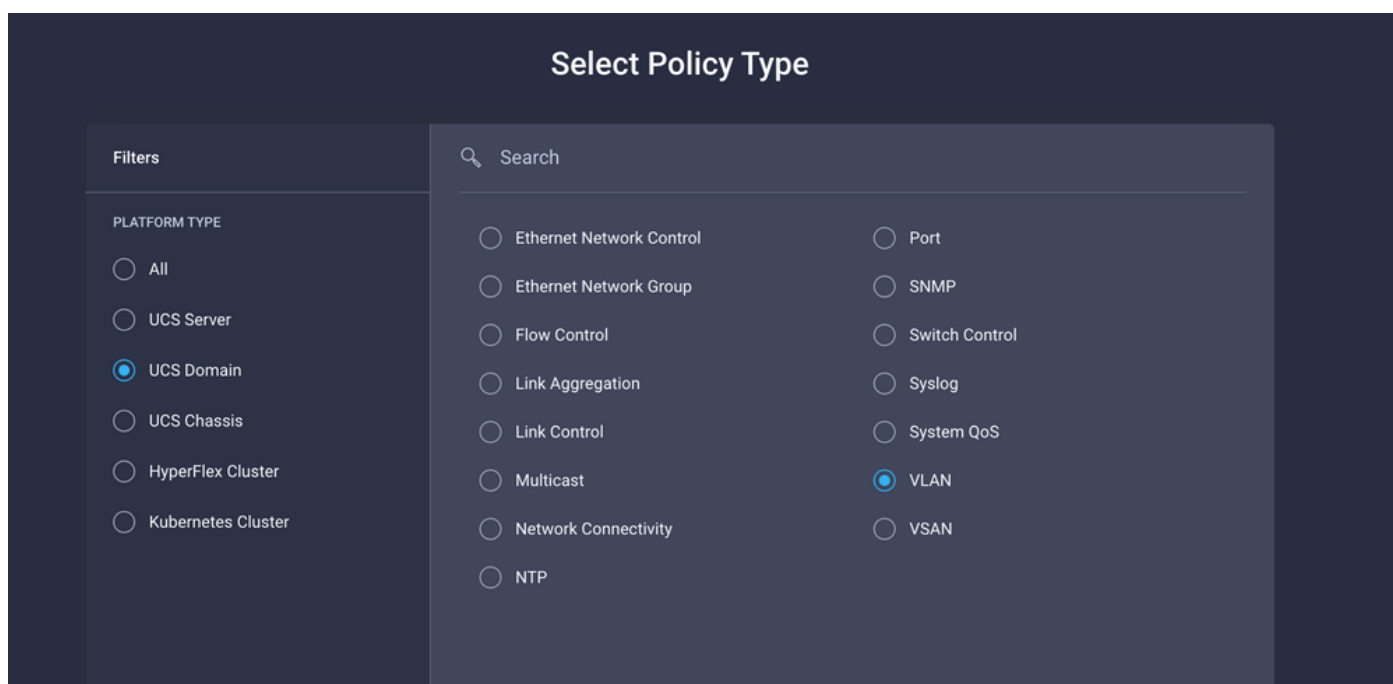 Select Policy Type
Filters
PLATFORM TYPE
All
UCS Server
UCS Domain
UCS Chassis
HyperFlex Cluster
Kubernetes Cluster
Search
Ethernet Network Control
Ethernet Network Group
Flow Control
Link Aggregation
Link Control
Multicast
Network Connectivity
NTP
Port
SNMP
Switch Control
Syslog
System QoS
VLAN
VSAN